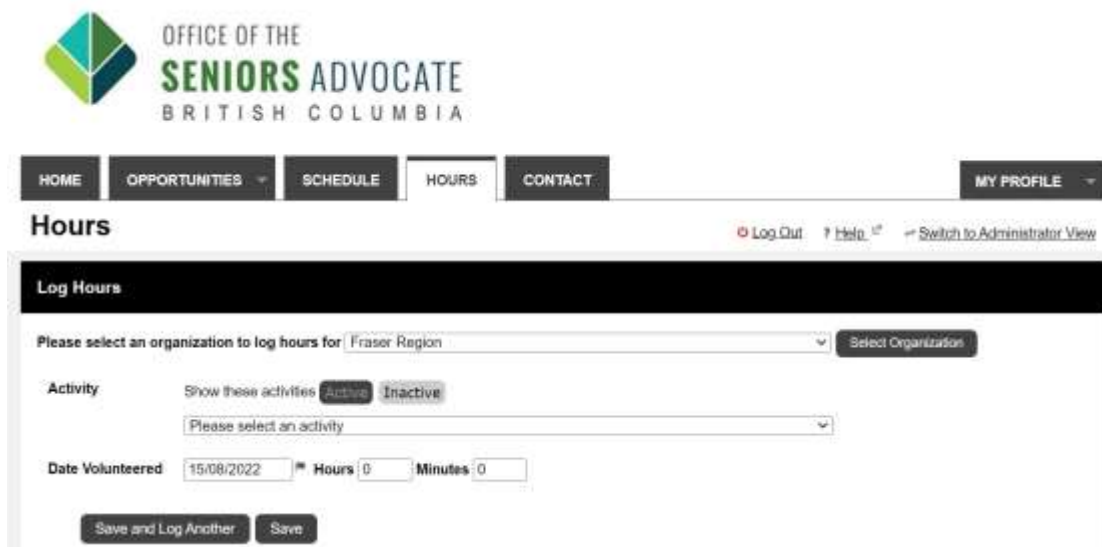 OFFICE OF THE
SENIORS ADVOCATE
BRITISH COLUMBIA
HOME OPPORTUNITIES SCHEDULE HOURS CONTACT MY PROFILE
Hours
Log Out ? Help Switch to Administrator View
Log Hours
Please select an organization to log hours for Fraser Region Select Organization
Activity Show these activities Active Inactive
Please select an activity
Date Volunteered 15/08/2022 Hours 0 Minutes 0
Save and Log Another Save